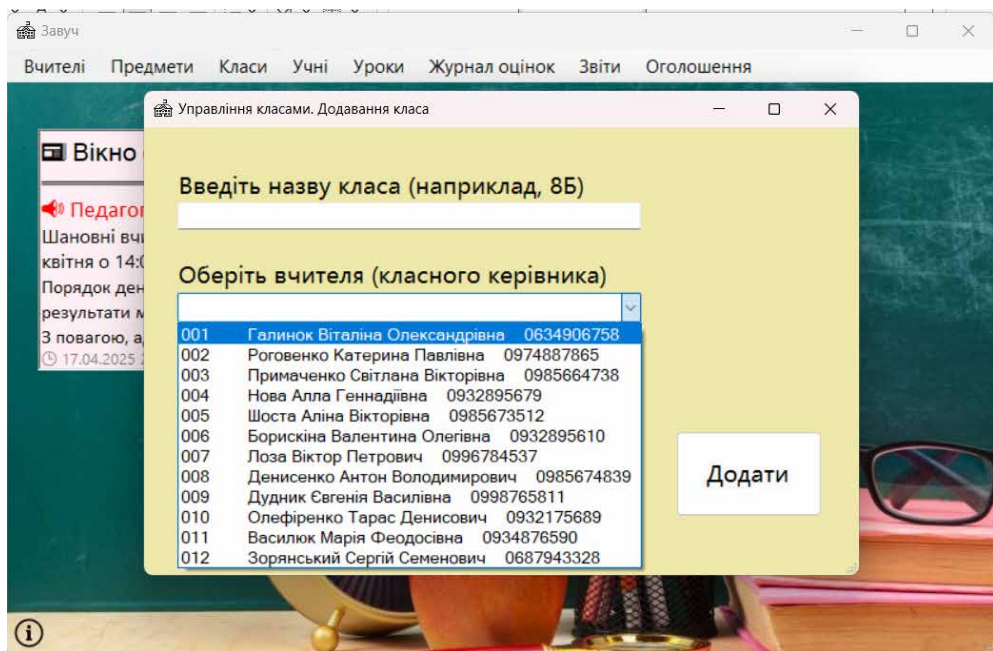 Завуч
Вчителі Предмети Класи Учні Уроки Журнал оцінок Звіти Оголошення
Управління класами. Додавання класа
Вікно
Педагог
Шановні вчи
квітня о 14:0
Порядок ден
результати м
З повагою, а
17.04.2025
Введіть назву класа (наприклад, 8Б)
Оберіть вчителя (класного керівника)
001 Галинок Віталіна Олександрівна 0634906758
002 Роговенко Катерина Павлівна 0974887865
003 Примаченко Світлана Вікторівна 0985664738
004 Нова Алла Геннадіївна 0932895679
005 Шоста Аліна Вікторівна 0985673512
006 Борискіна Валентина Олегівна 0932895610
007 Лоза Віктор Петрович 0996784537
008 Денисенко Антон Володимирович 0985674839
009 Дудник Євгенія Василівна 0998765811
010 Олефіренко Тарас Денисович 0932175689
011 Василюк Марія Феодосівна 0934876590
012 Зорянський Сергій Семенович 0687943328
Додати